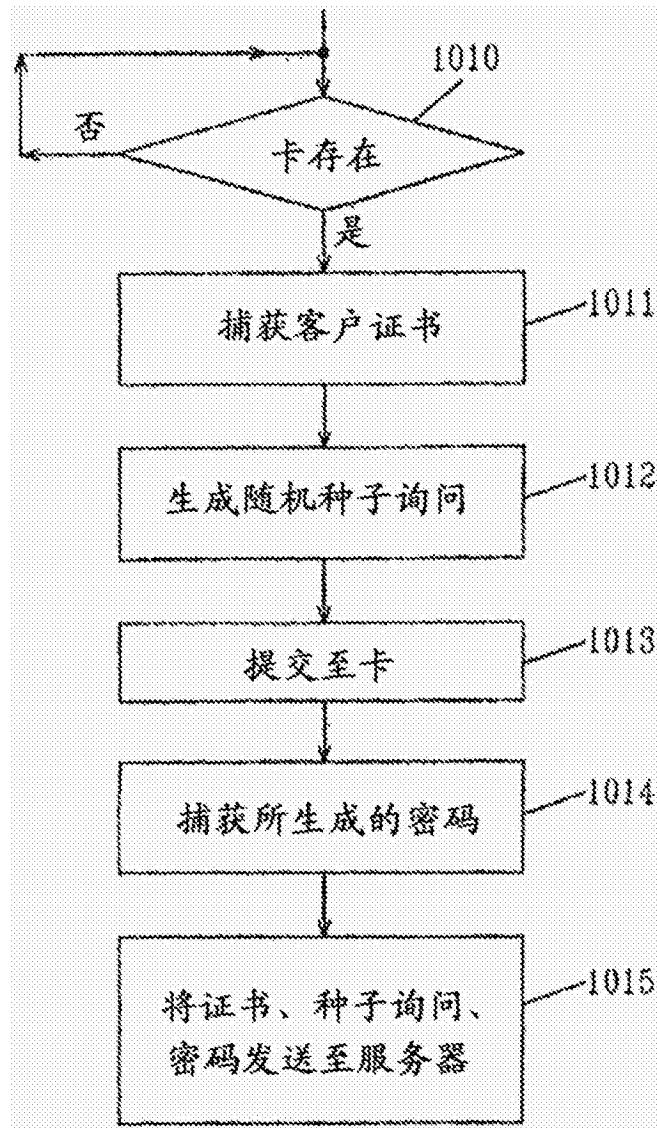 1010
否
卡存在
是
捕获客户证书
1011
生成随机种子询问
1012
提交至卡
1013
捕获所生成的密码
1014
将证书、种子询问、
密码发送至服务器
1015